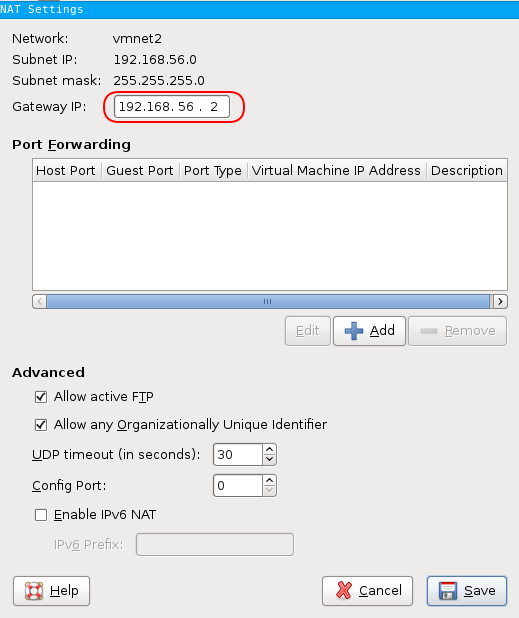 NAT Settings
Network: vmnet2
Subnet IP: 192.168.56.0
Subnet mask: 255.255.255.0
Gateway IP: 192.168. 56 . 2
Port Forwarding
Host Port Guest Port Port Type Virtual Machine IP Address Description
Edit Add Remove
Advanced
Allow active FTP
Allow any Organizationally Unique Identifier
UDP timeout (in seconds): 30
Config Port: 0
Enable IPv6 NAT
IPv6 Prefix:
Help Cancel Save